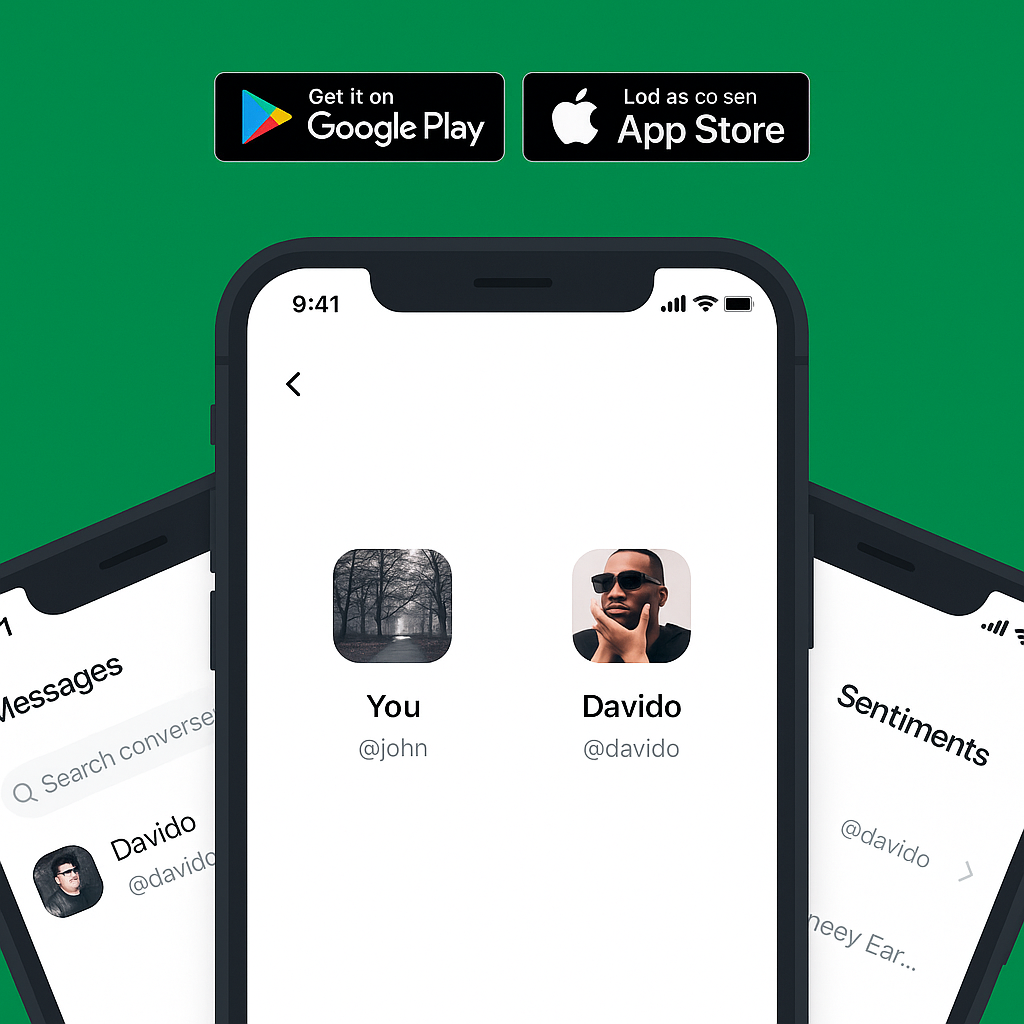 Get it on
Google Play
Lod as co sen
App Store
9:41
You
@john
Davido
@davido
1
Messages
Search converse
Davido
@davido
Sentiments
@davido
neey Ear...